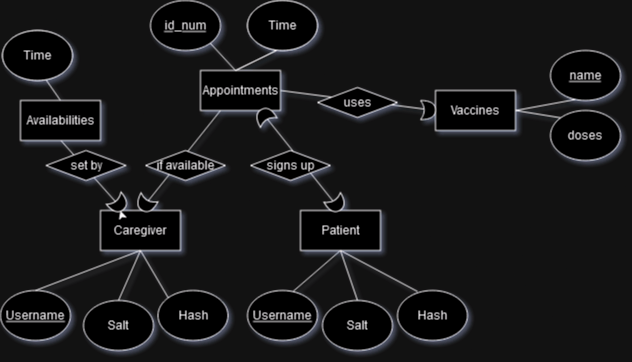 id_num
Time
Time
Appointments
Availabilities
uses
Vaccines
name
doses
set by
if available
signs up
Caregiver
Patient
Username
Salt
Hash
Username
Salt
Hash